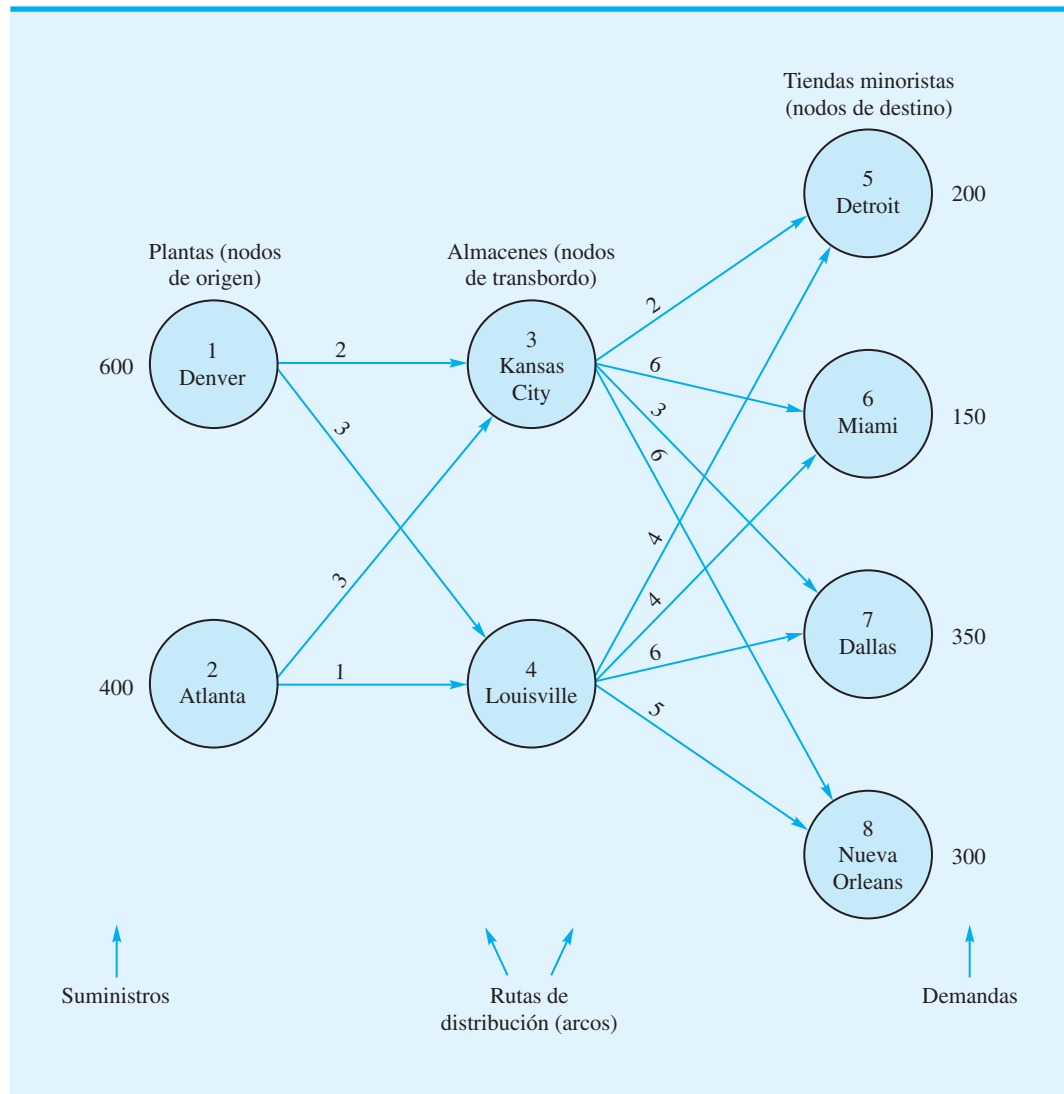 Tiendas minoristas
(nodos de destino)
5
Detroit
200
Plantas (nodos
de origen)
Almacenes (nodos
de transbordo)
600
1
Denver
2
3
3
Kansas
City
2
6
3
6
6
Miami
150
3
4
4
7
Dallas
350
400
2
Atlanta
1
4
Louisville
6
5
8
Nueva
Orleans
300
Suministros
Rutas de
distribución (arcos)
Demandas